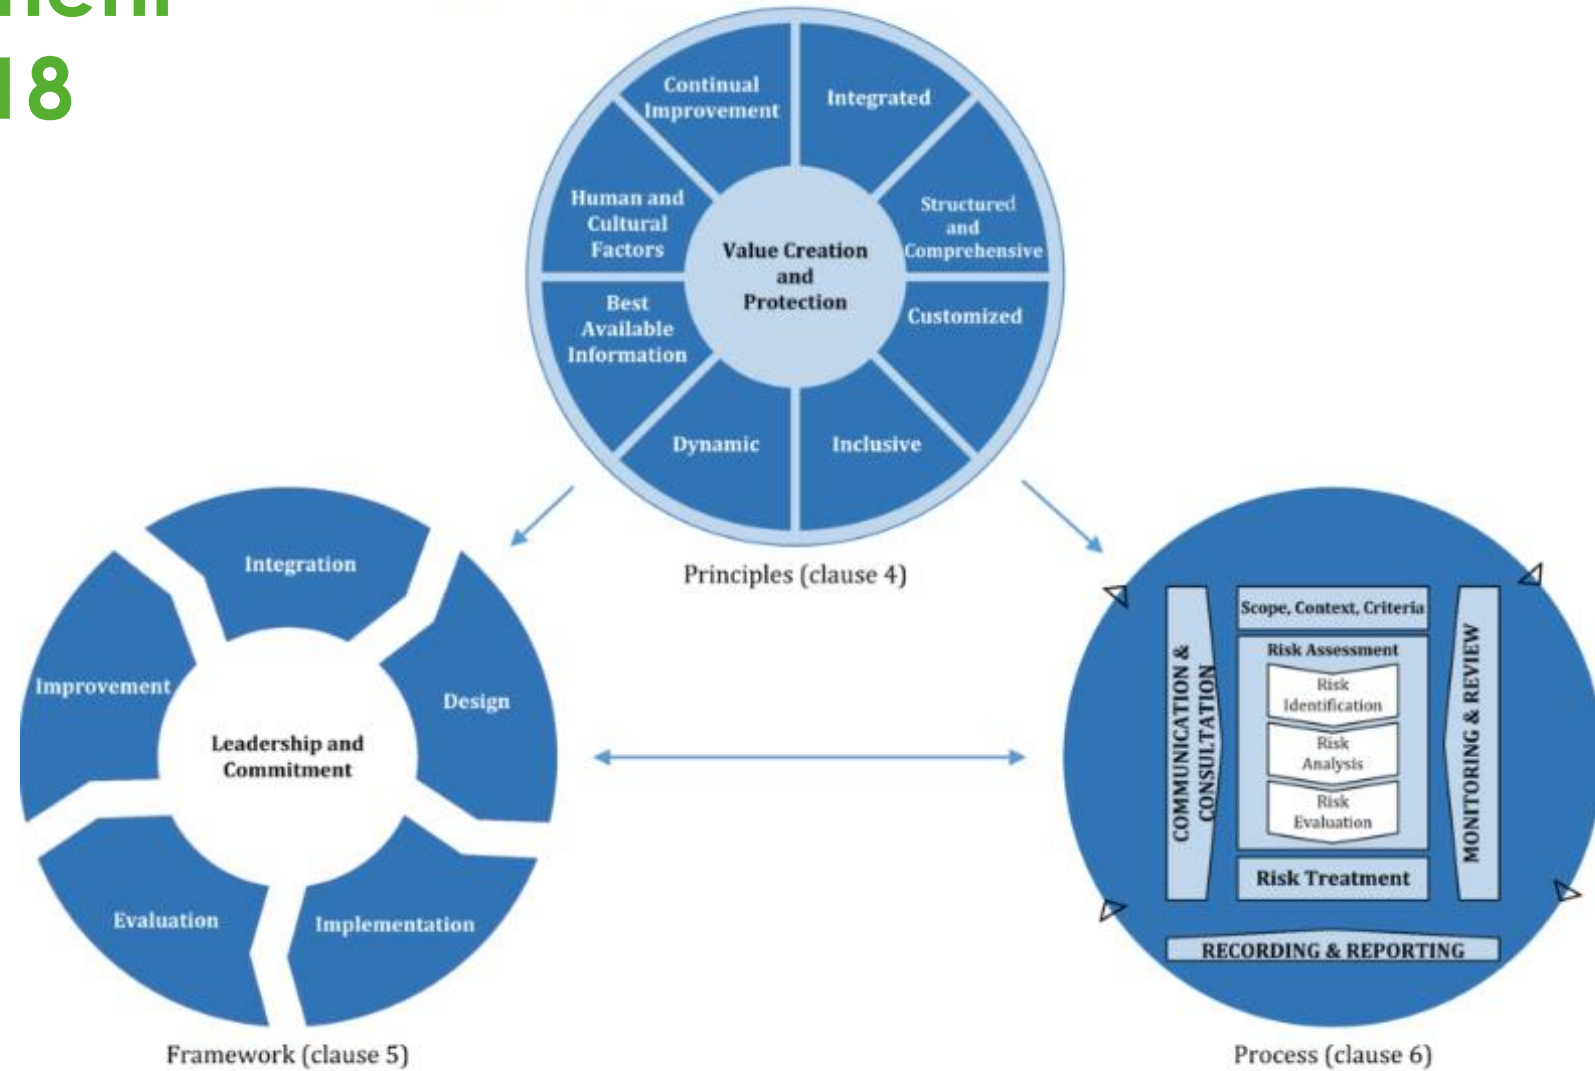 18
Continual
Improvement
Integrated
Structured
and
Comprehensive
Customized
Inclusive
Dynamic
Best
Available
Information
Human and
Cultural
Factors
Value Creation
and
Protection
Principles (clause 4)
Integration
Design
Implementation
Evaluation
Improvement
Leadership and
Commitment
Framework (clause 5)
Scope, Context, Criteria
Risk Assessment
Risk
Identification
Risk
Analysis
Risk
Evaluation
Risk Treatment
COMMUNICATION &
CONSULTATION
MONITORING & REVIEW
RECORDING & REPORTING
Process (clause 6)